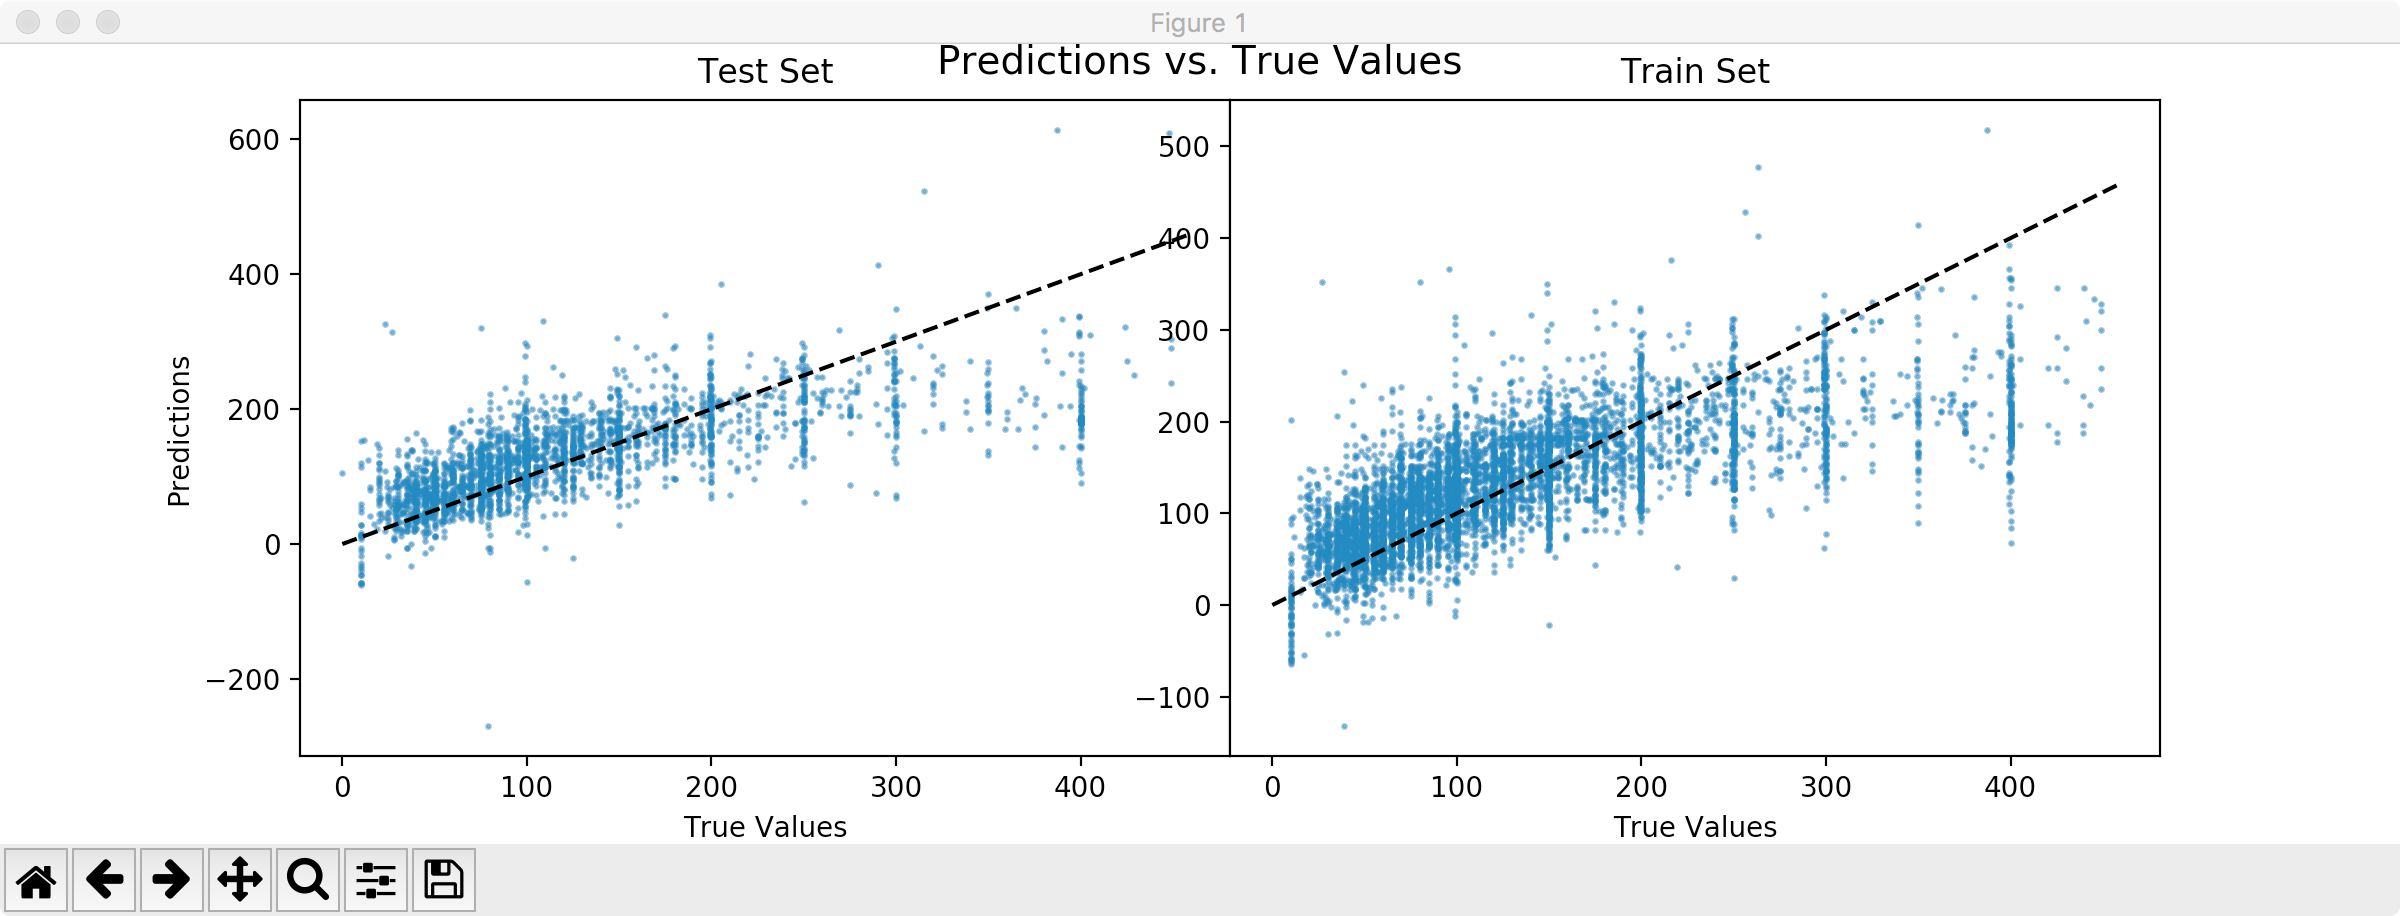 Figure 1
Predictions vs. True Values
Test Set
Train Set
Predictions
600
400
200
0
−200
0 100 200 300 400
True Values
500
400
300
200
100
0
−100
0 100 200 300 400
True Values